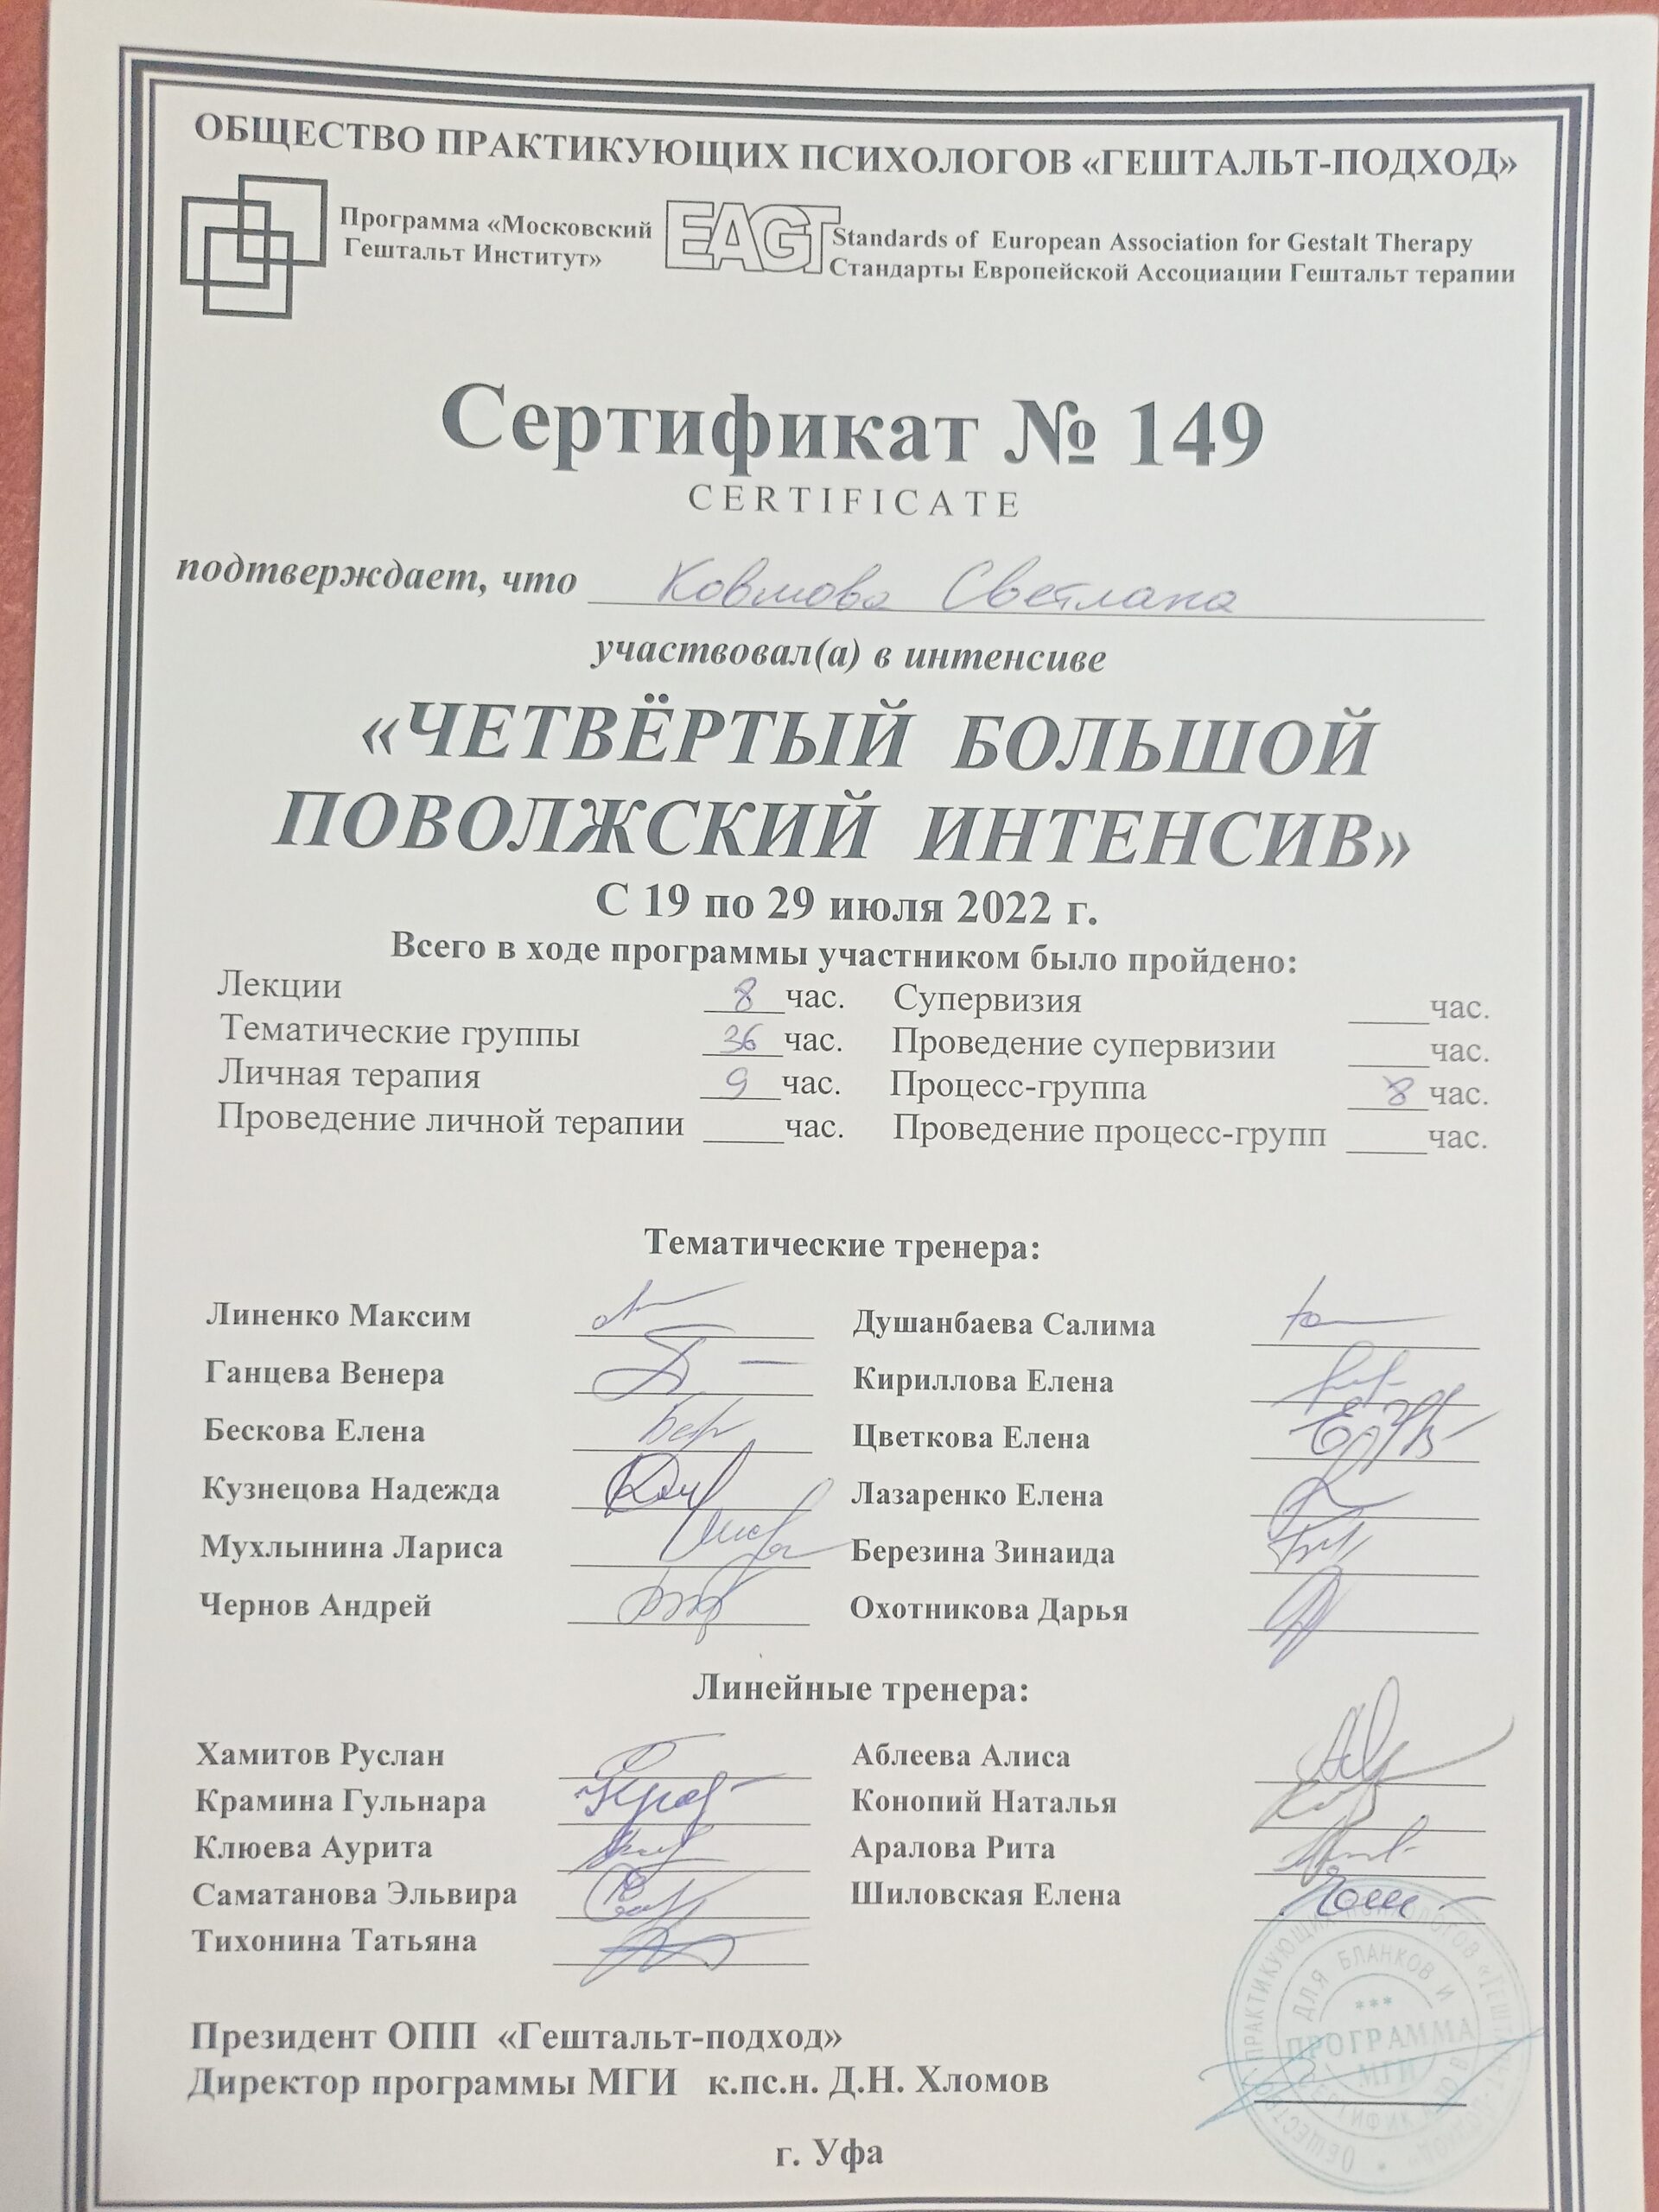 ОБЩЕСТВО ПРАКТИКУЮЩИХ ПСИХОЛОГОВ «ГЕШТАЛЬТ-ПОДХОД»
Программа «Московский
Гештальт Институт»
EAGT
Standards of European Association for Gestalt Therapy
Стандарты Европейской Ассоциации Гештальт терапии
Сертификат № 149
CERTIFICATE
подтверждает, что Светлана
участвовал(а) в интенсиве
«ЧЕТВЁРТЫЙ БОЛЬШОЙ
ПОВОЛЖСКИЙ ИНТЕНСИВ»
С 19 по 29 июля 2022 г.
Всего в ходе программы участником было пройдено:
Лекции 8 час. Супервизия час.
Тематические группы 36 час. Проведение супервизии час.
Личная терапия 9 час. Процесс-группа 8 час.
Проведение личной терапии час. Проведение процесс-групп час.
Тематические тренера:
Линенко Максим Душанбаева Салима
Ганцева Венера Кириллова Елена
Бескова Елена Цветкова Елена
Кузнецова Надежда Лазаренко Елена
Мухлынина Лариса Березина Зинаида
Чернов Андрей Охотникова Дарья
Линейные тренера:
Хамитов Руслан Аблеева Алиса
Крамина Гульнара Конопий Наталья
Клюева Аурита Аралова Рита
Саматанова Эльвира Шиловская Елена
Тихонина Татьяна
Президент ОПП «Гештальт-подход»
Директор программы МГИ к.пс.н. Д.Н. Хломов
ДЛЯ БЛАНКОВ И
***
ПРОГРАММА
МГИ
г. Уфа